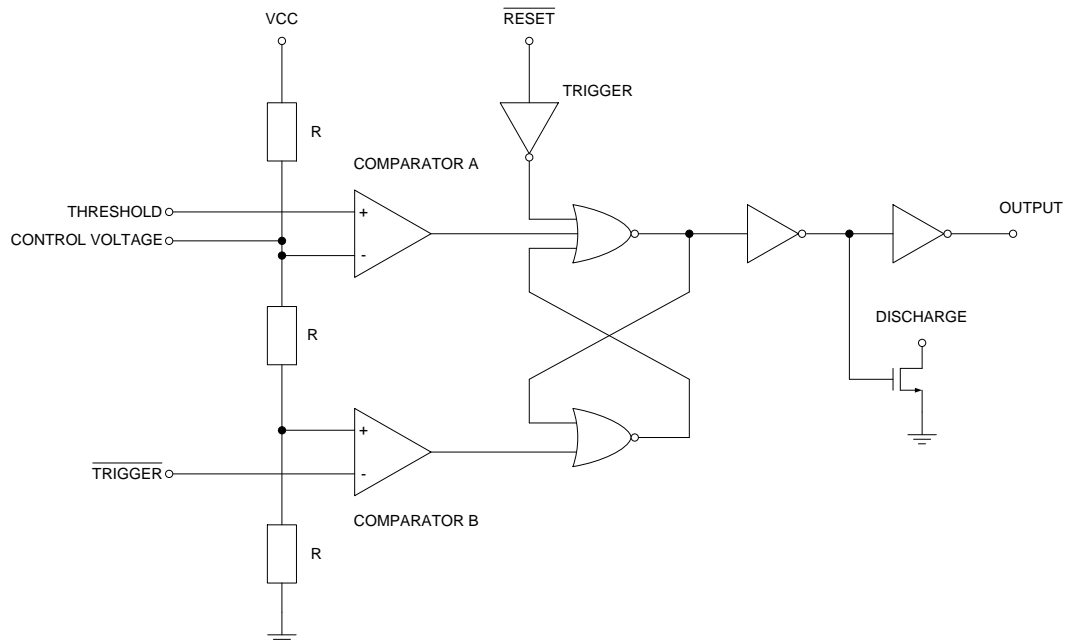 VCC
RESET
TRIGGER
R
COMPARATOR A
THRESHOLD
+
OUTPUT
CONTROL VOLTAGE
-
DISCHARGE
R
+
TRIGGER
-
COMPARATOR B
R